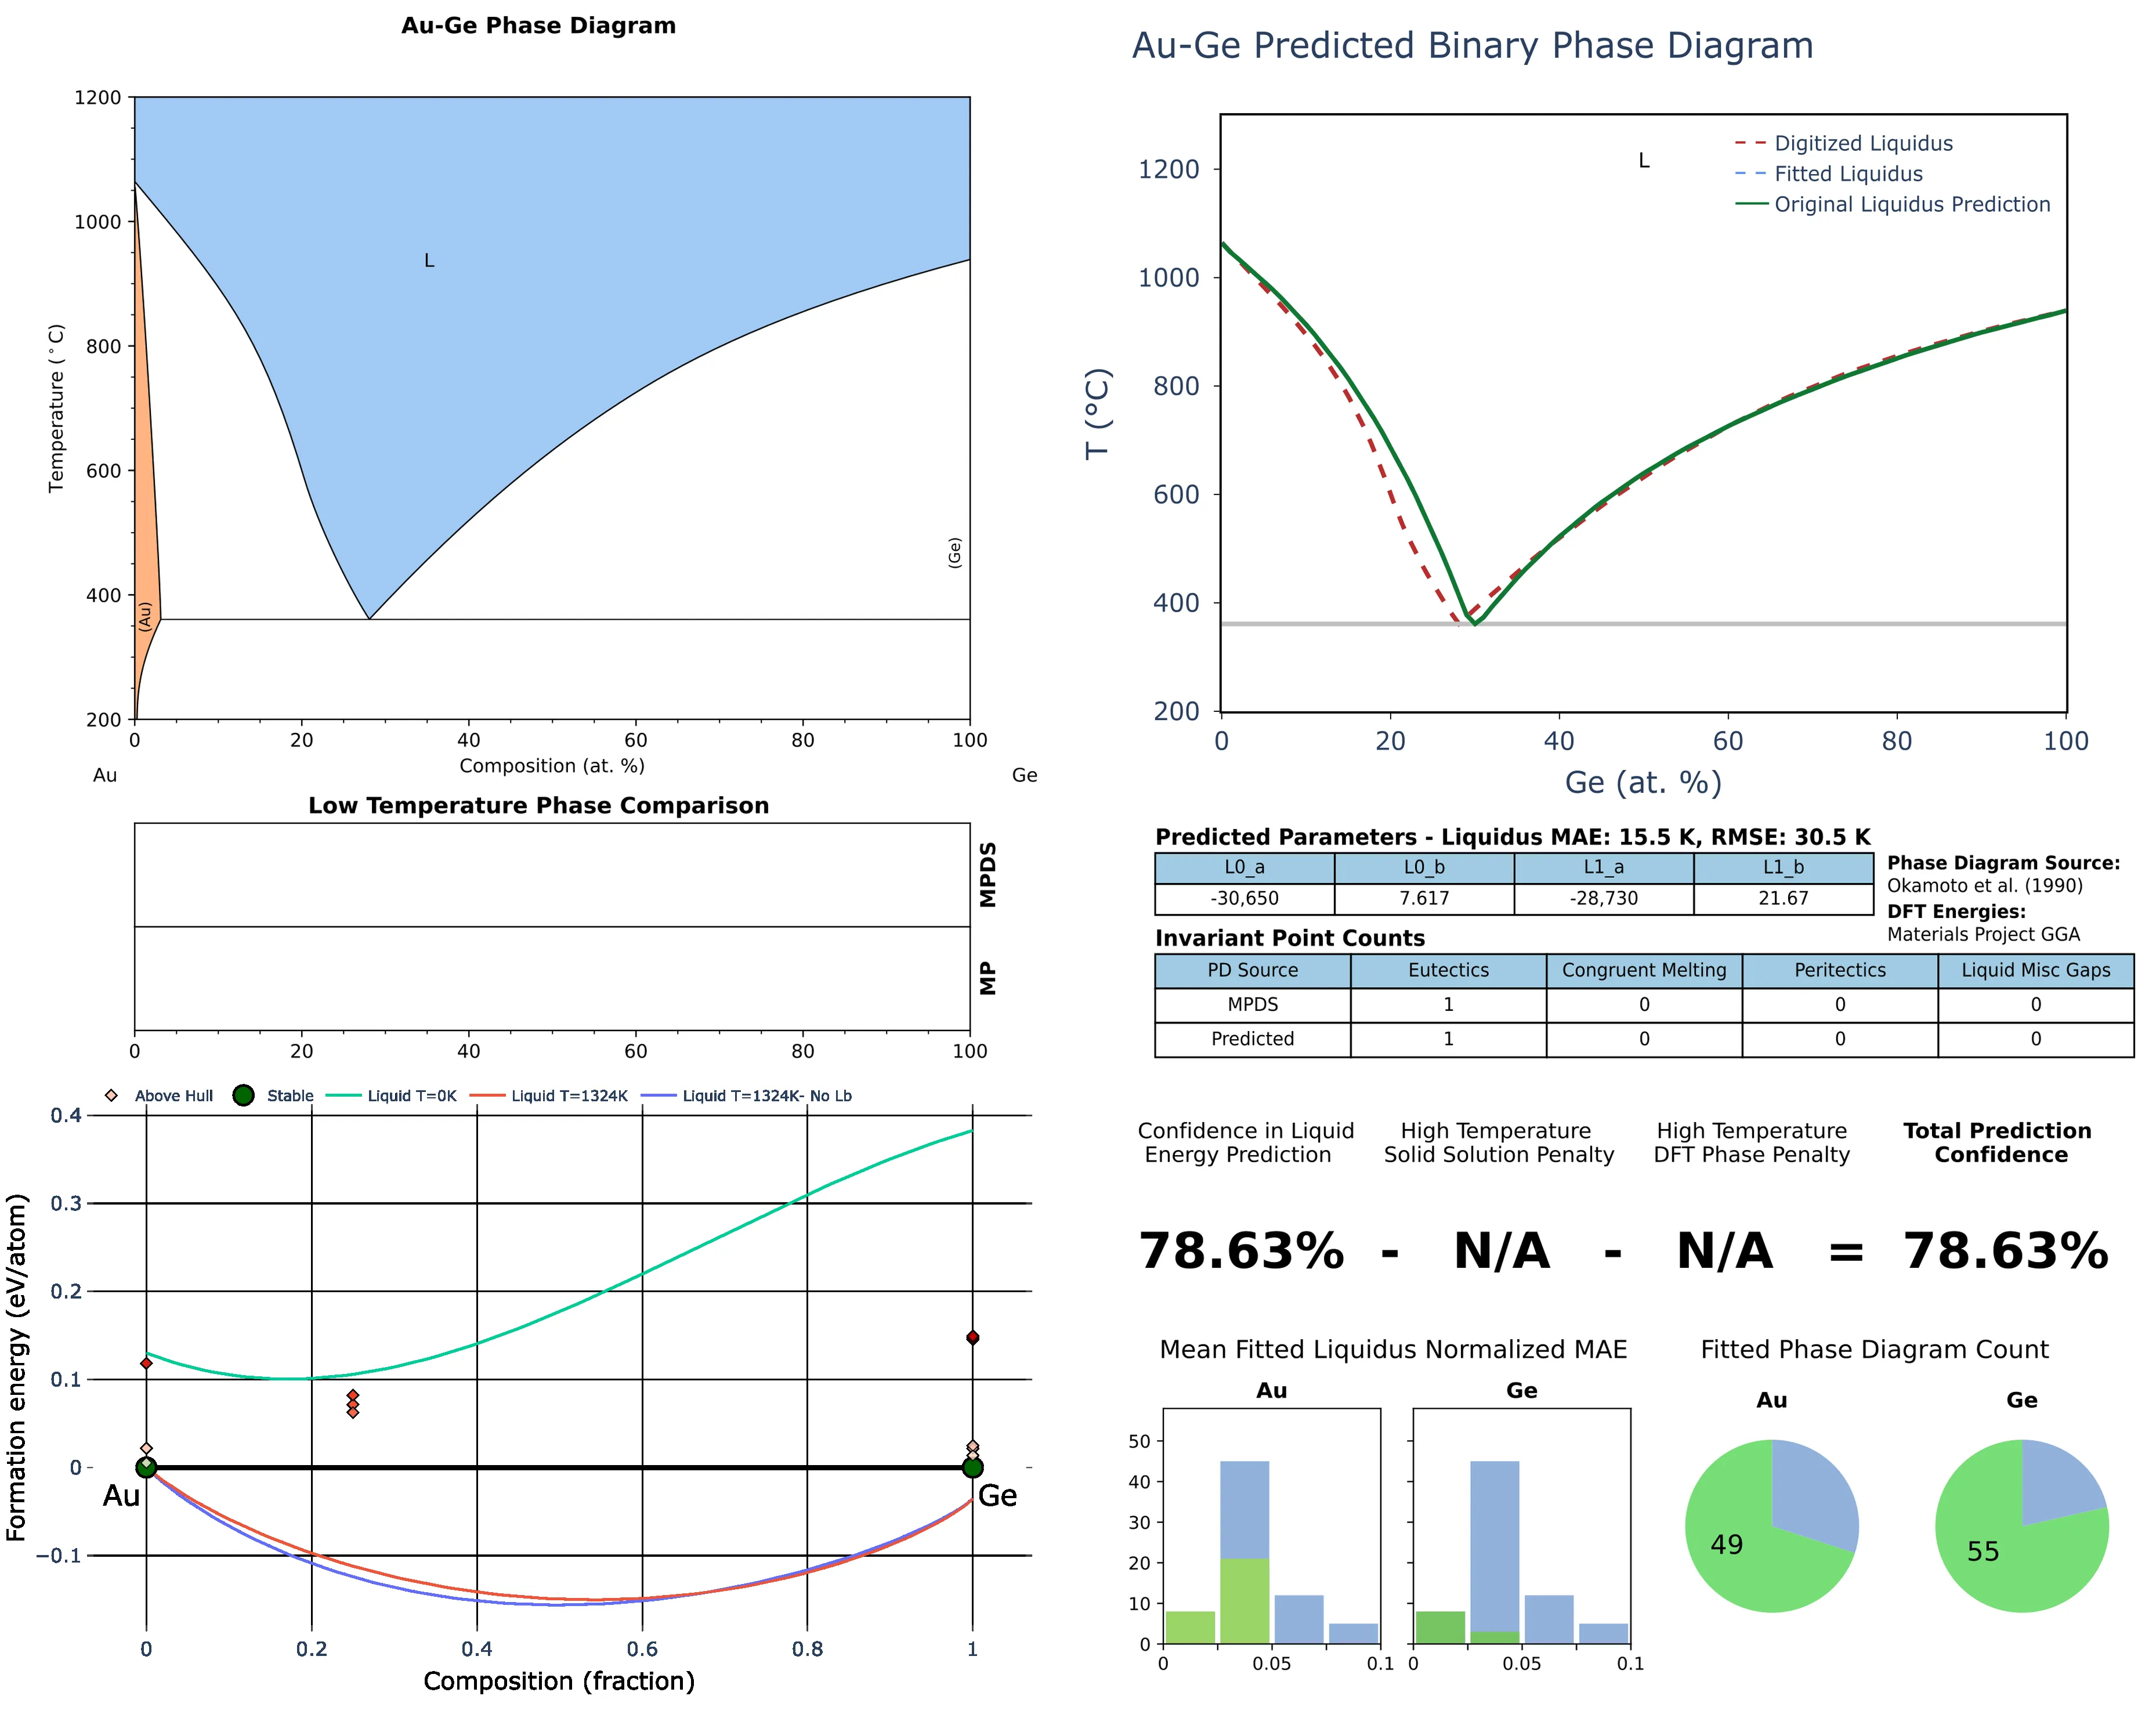 Au-Ge Phase Diagram
1200
1000
800
600
400
200
Temperature (°C)
L
(Au)
(Ge)
0 20 40 60 80 100
Composition (at. %)
Au Ge
Low Temperature Phase Comparison
MPDS
MP
0 20 40 60 80 100
Above Hull Stable Liquid T=0K Liquid T=1324K Liquid T=1324K- No Lb
0.4
0.3
0.2
0.1
0
−0.1
Formation energy (eV/atom)
Au Ge
0 0.2 0.4 0.6 0.8 1
Composition (fraction)
Au-Ge Predicted Binary Phase Diagram
L
Digitized Liquidus
Fitted Liquidus
Original Liquidus Prediction
1200
1000
800
600
400
200
T (°C)
0 20 40 60 80 100
Ge (at. %)
Predicted Parameters - Liquidus MAE: 15.5 K, RMSE: 30.5 K
L0_a L0_b L1_a L1_b
-30,650 7.617 -28,730 21.67
Phase Diagram Source:
Okamoto et al. (1990)
DFT Energies:
Materials Project GGA
Invariant Point Counts
PD Source Eutectics Congruent Melting Peritectics Liquid Misc Gaps
MPDS 1 0 0 0
Predicted 1 0 0 0
Confidence in Liquid
Energy Prediction
High Temperature
Solid Solution Penalty
High Temperature
DFT Phase Penalty
Total Prediction
Confidence
78.63% - N/A - N/A = 78.63%
Mean Fitted Liquidus Normalized MAE
Au Ge
50
40
30
20
10
0
0 0.05 0.1 0 0.05 0.1
Fitted Phase Diagram Count
Au Ge
49 55